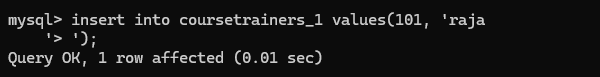 mysql> insert into coursetrainers_1 values(101, 'raja
    '> ');
Query OK, 1 row affected (0.01 sec)